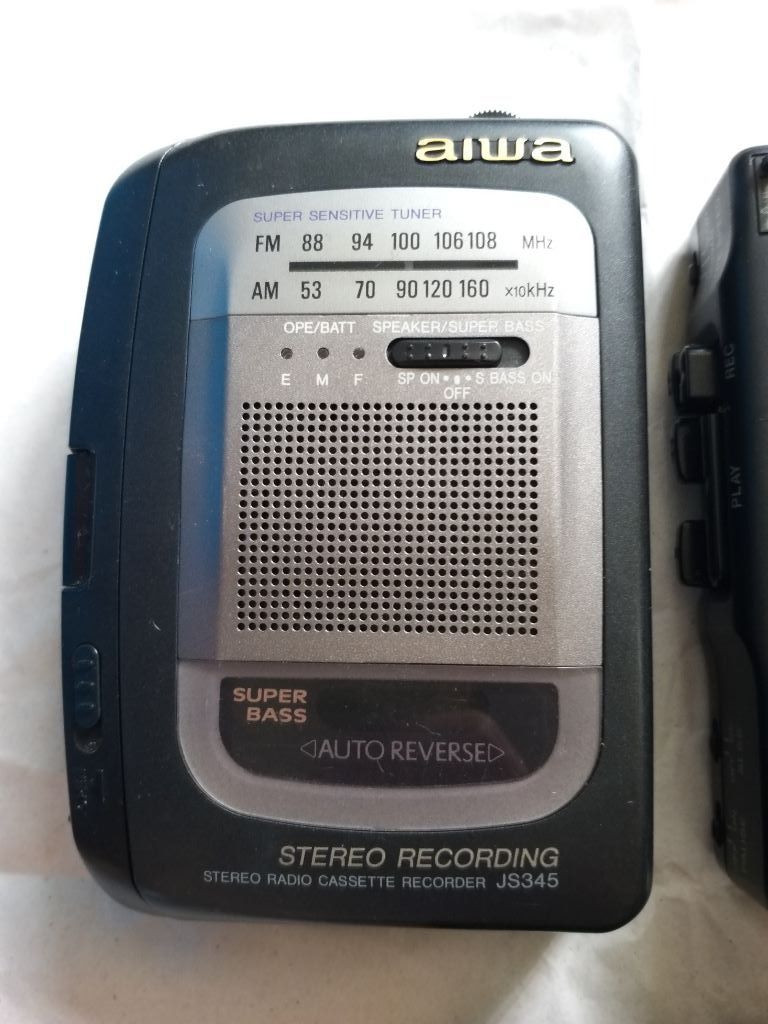 aiwa
SUPER SENSITIVE TUNER
FM 88 94 100 106 108 MHz
AM 53 70 90 120 160 ×10kHz
OPE/BATT SPEAKER/SUPER BASS
E M F SP ON • • • S BASS ON
OFF
SUPER
BASS
◁AUTO REVERSE▷
STEREO RECORDING
STEREO RADIO CASSETTE RECORDER JS345
REC
PLAY